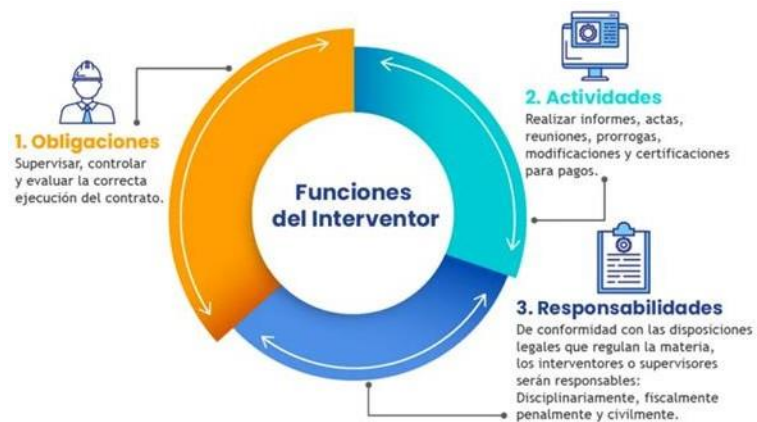 1. Obligaciones
Supervisar, controlar
y evaluar la correcta
ejecución del contrato.
Funciones
del Interventor
2. Actividades
Realizar informes, actas,
reuniones, prorrogas,
modificaciones y certificaciones
para pagos.
3. Responsabilidades
De conformidad con las disposiciones
legales que regulan la materia,
los interventores o supervisores
serán responsables:
Disciplinariamente, fiscalmente
penalmente y civilmente.